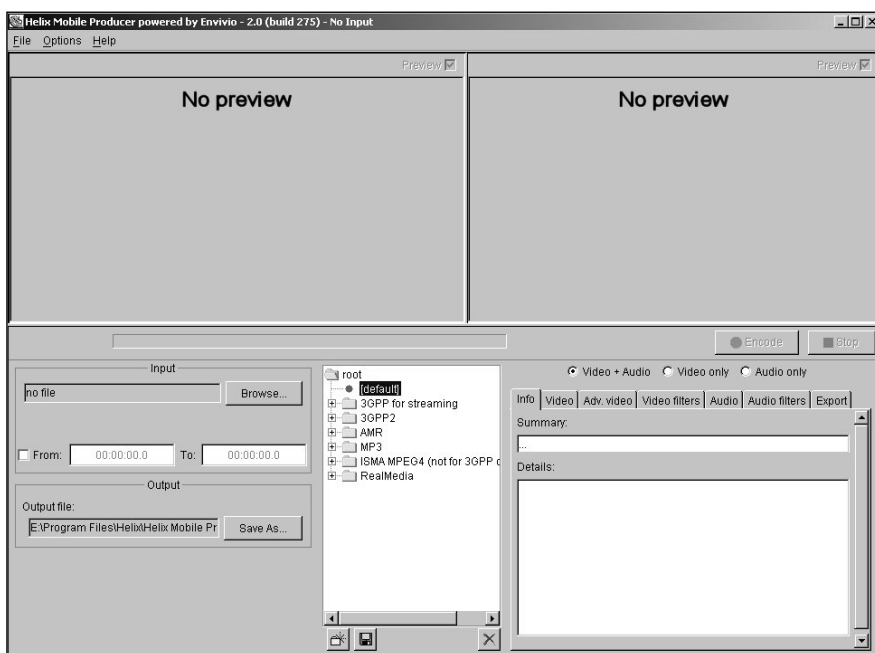 Helix Mobile Producer powered by Envivio - 2.0 (build 275) - No Input
File Options Help
Preview
Preview
No preview
No preview
Encode
Stop
Input
no file
Browse...
From: 00:00:00.0 To: 00:00:00.0
Output
Output file:
E:\Program Files\Helix\Helix Mobile Pr
Save As...
root
[default]
3GPP for streaming
3GPP2
AMR
MP3
ISMA MPEG4 (not for 3GPP c
RealMedia
Video + Audio Video only Audio only
Info Video Adv. video Video filters Audio Audio filters Export
Summary:
...
Details: